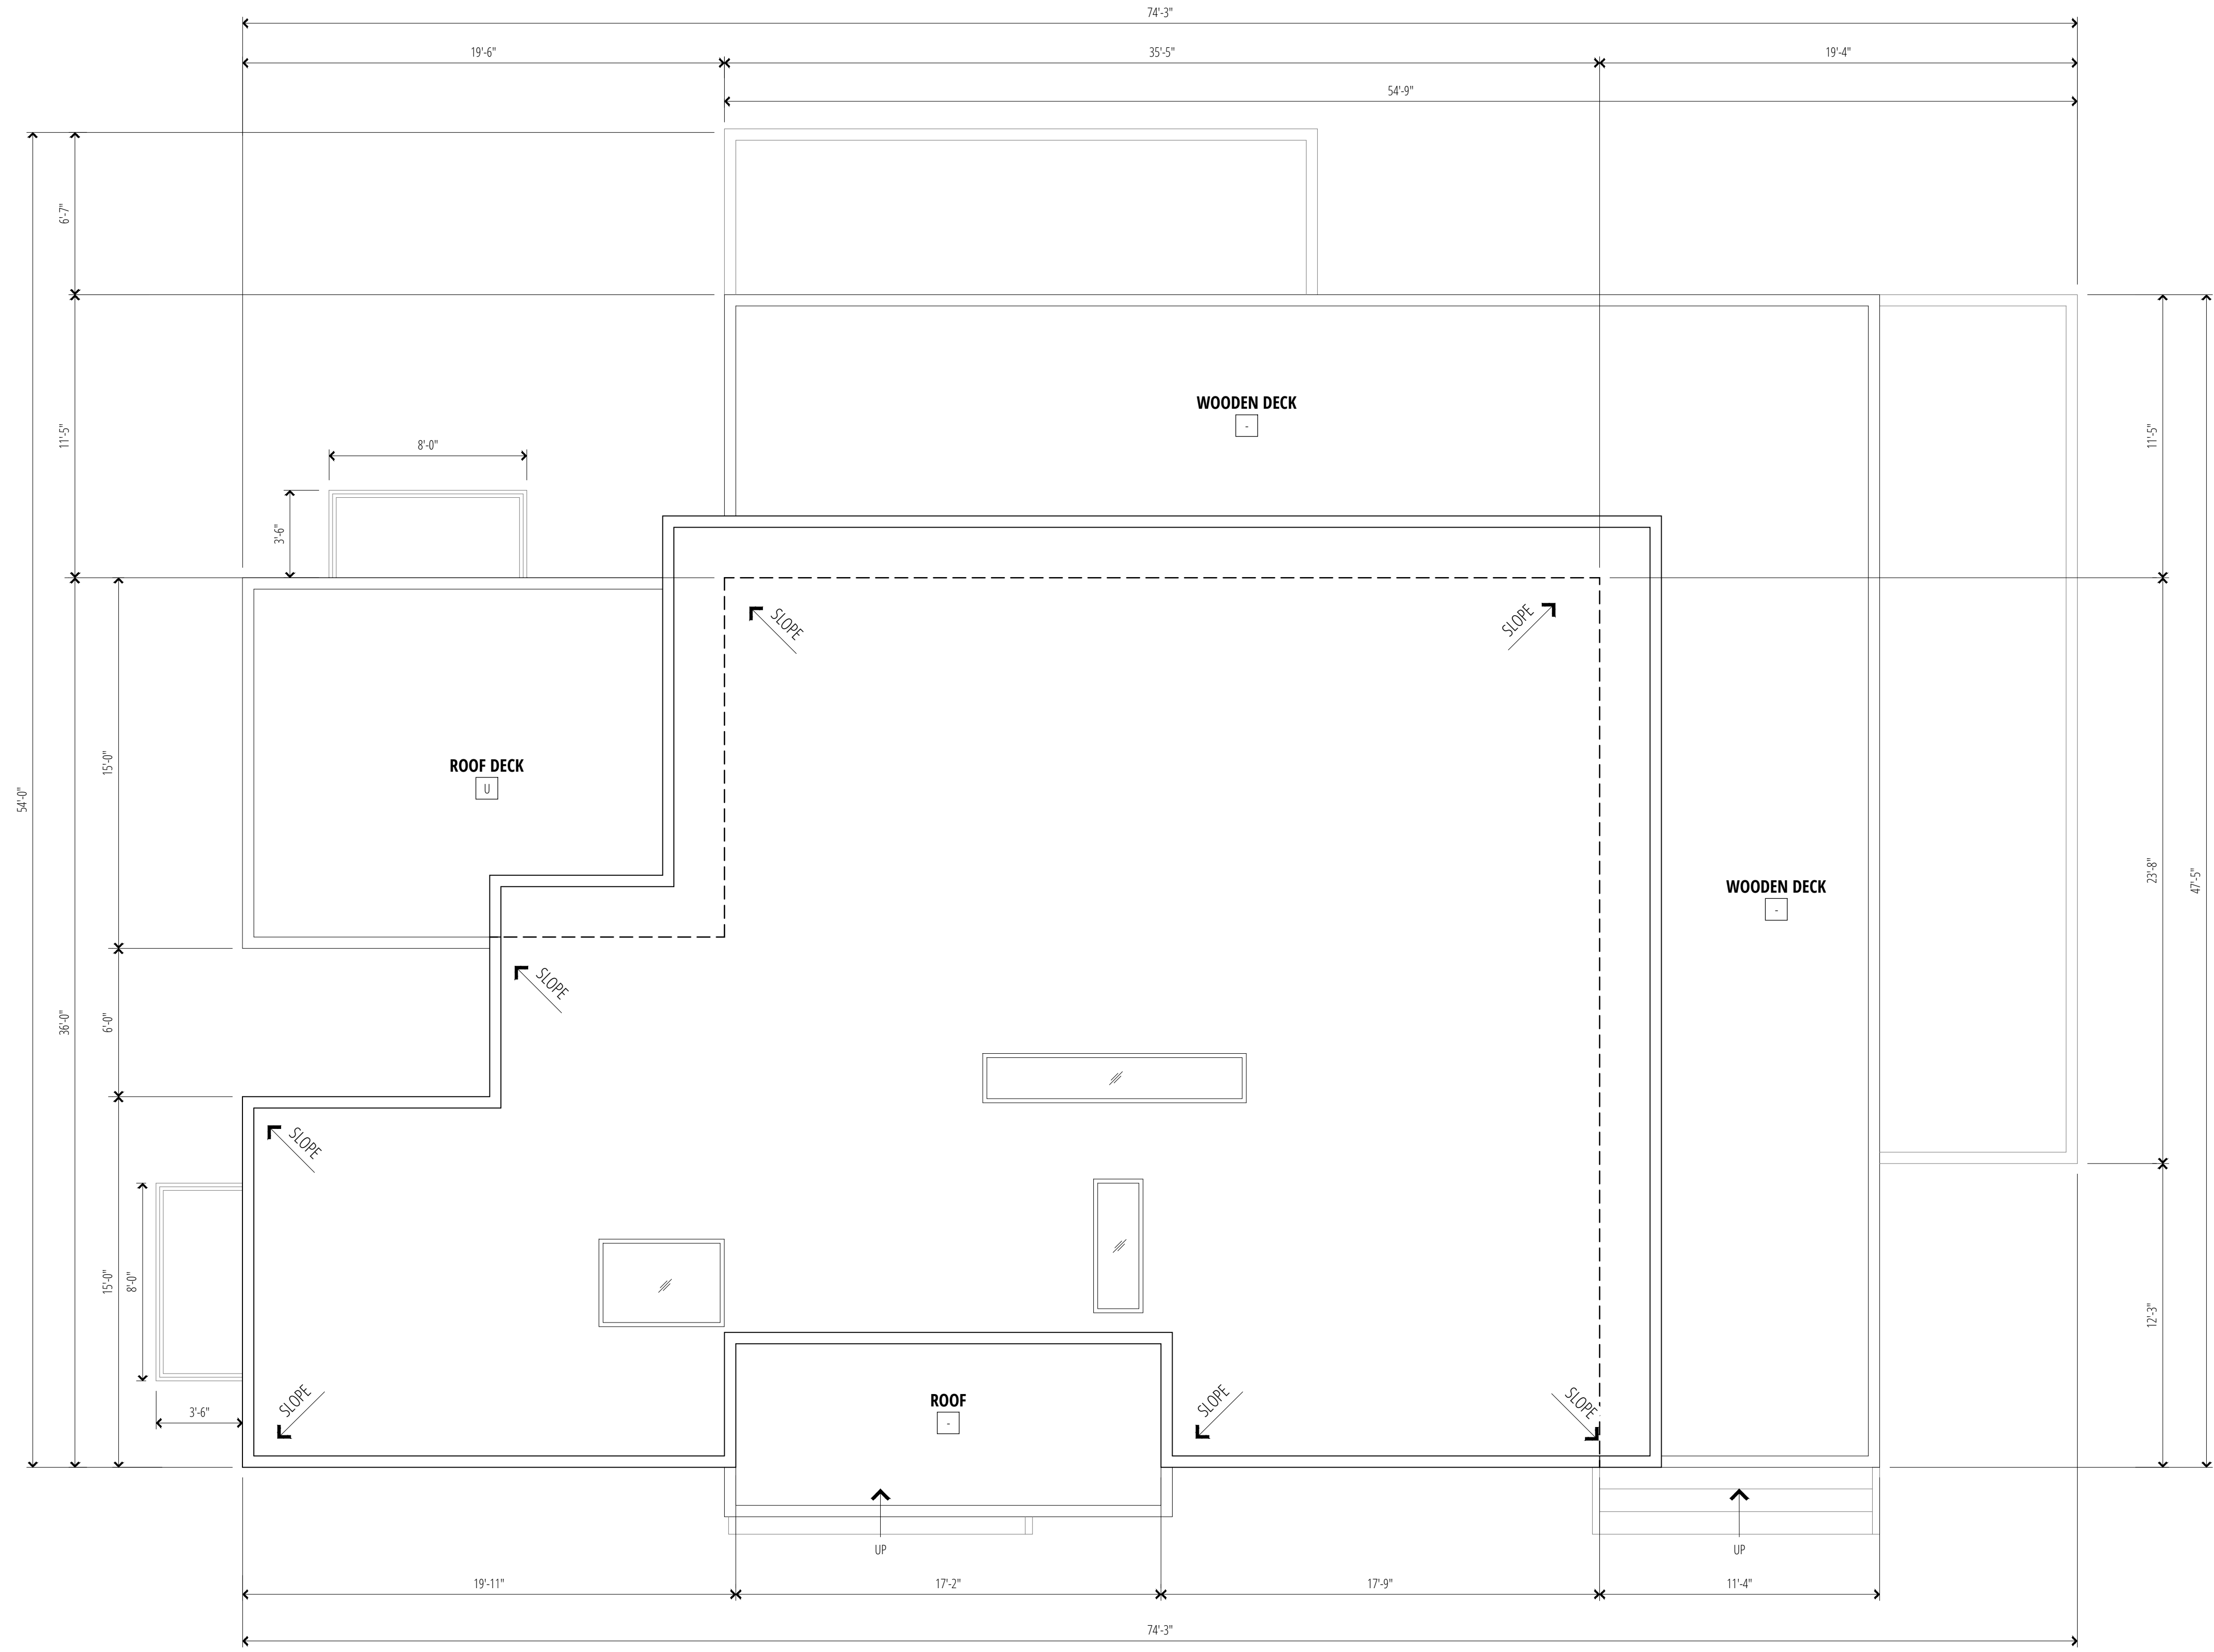 74'-3"
19'-6"
35'-5"
19'-4"
54'-9"
6'-7"
11'-5"
11'-5"
WOODEN DECK
-
8'-0"
3'-6"
SLOPE
SLOPE
ROOF DECK
U
15'-0"
54'-0"
23'-8"
47'-5"
WOODEN DECK
-
SLOPE
36'-0"
6'-0"
SLOPE
15'-0"
8'-0"
12'-3"
3'-6"
SLOPE
ROOF
-
SLOPE
SLOPE
UP
UP
19'-11"
17'-2"
17'-9"
11'-4"
74'-3"